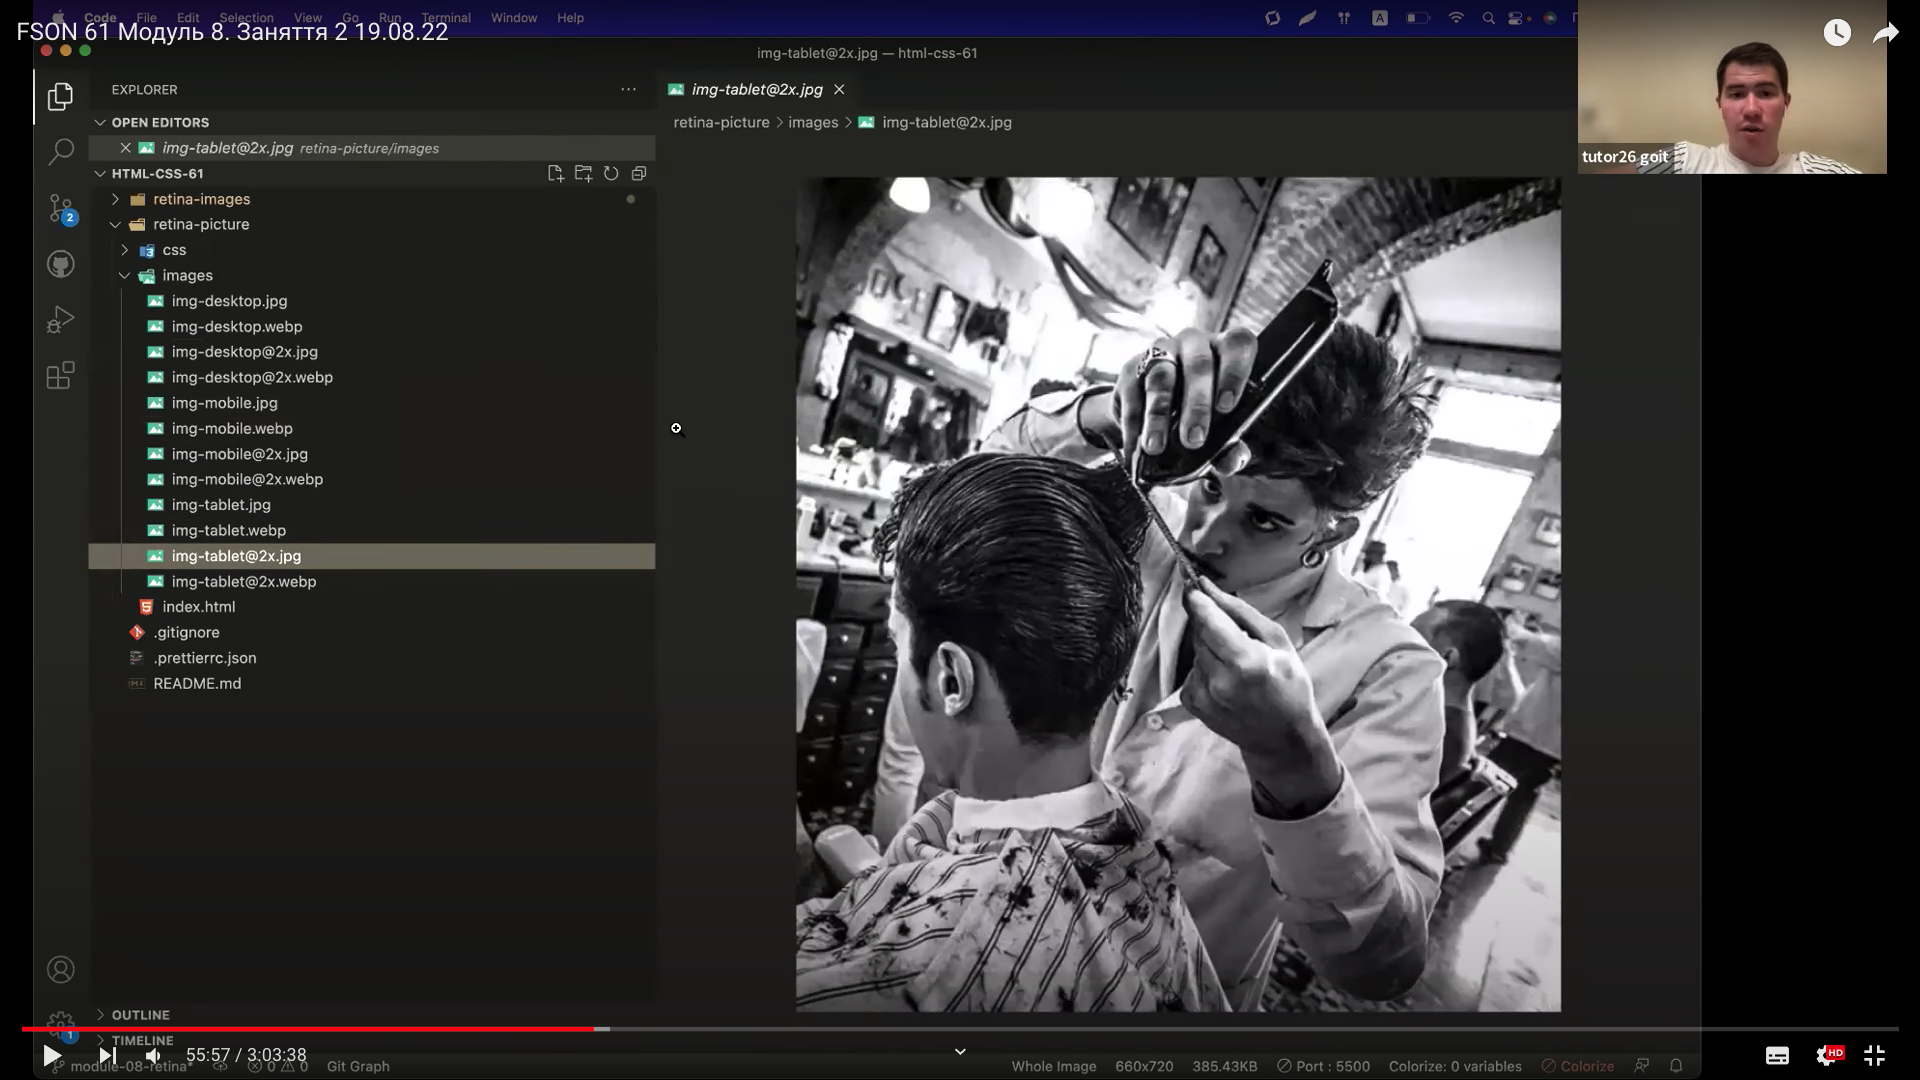 Code File Edit Selection View Go Run Terminal Window Help
FSON 61 Модуль 8. Заняття 2 19.08.22
img-tablet@2x.jpg — html-css-61
EXPLORER
OPEN EDITORS
img-tablet@2x.jpg retina-picture/images
HTML-CSS-61
retina-images
retina-picture
css
images
img-desktop.jpg
img-desktop.webp
img-desktop@2x.jpg
img-desktop@2x.webp
img-mobile.jpg
img-mobile.webp
img-mobile@2x.jpg
img-mobile@2x.webp
img-tablet.jpg
img-tablet.webp
img-tablet@2x.jpg
img-tablet@2x.webp
index.html
.gitignore
.prettierrc.json
README.md
OUTLINE
TIMELINE
2
1
img-tablet@2x.jpg
retina-picture > images > img-tablet@2x.jpg
A
tutor26 goit
55:57 / 3:03:38
HD
module-08-retina* 0 0 Git Graph
Whole Image 660x720 385.43KB Port : 5500 Colorize: 0 variables Colorize